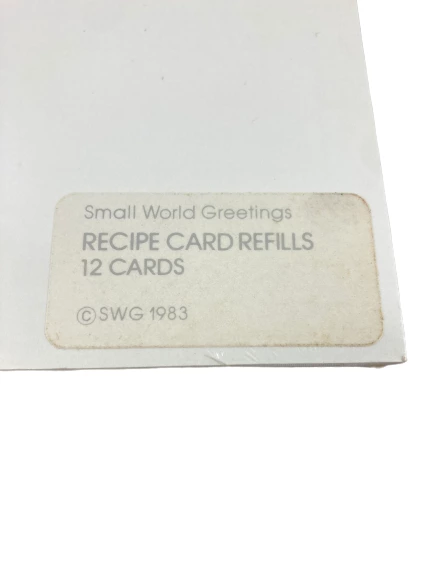 Small World Greetings
RECIPE CARD REFILLS
12 CARDS
©SWG 1983